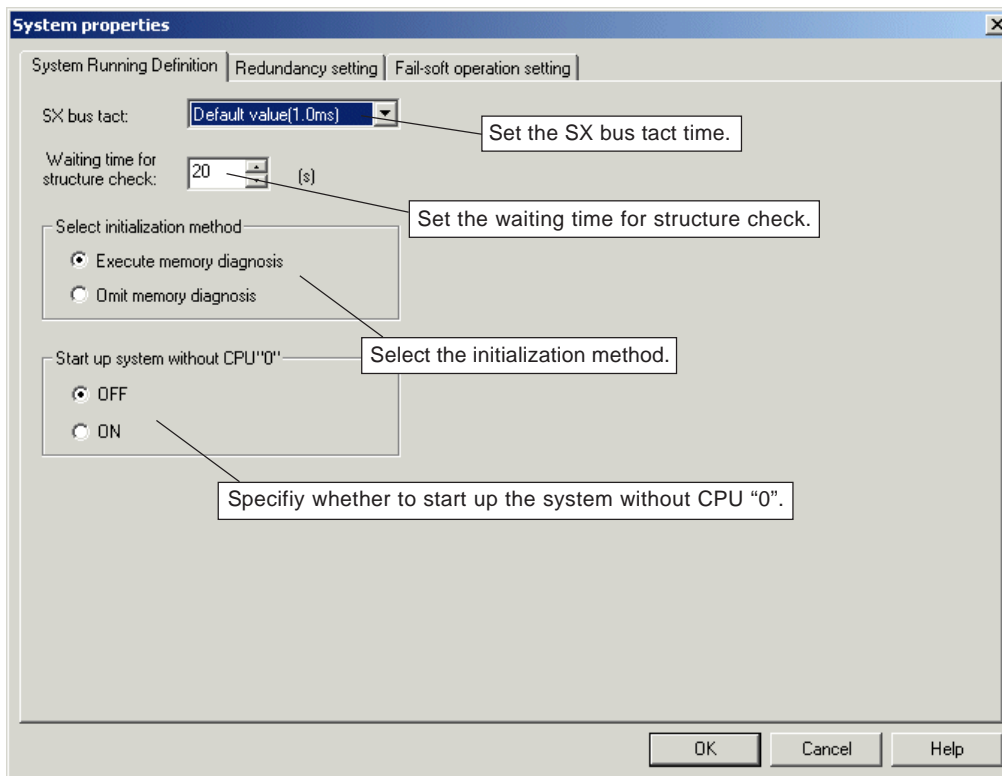 System properties
System Running Definition
Redundancy setting
Fail-soft operation setting
SX bus tact:
Default value(1.0ms)
Set the SX bus tact time.
Waiting time for
structure check:
20
(s)
Set the waiting time for structure check.
Select initialization method
Execute memory diagnosis
Omit memory diagnosis
Select the initialization method.
Start up system without CPU"0"
OFF
ON
Specifiy whether to start up the system without CPU “0”.
OK
Cancel
Help